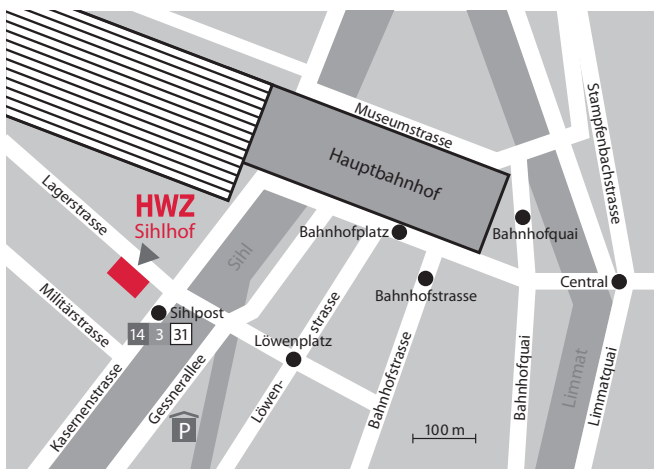 Museumstrasse
Stampfenbachstrasse
Hauptbahnhof
Lagerstrasse
HWZ
Sihlhof
Sihl
Bahnhofplatz
Bahnhofquai
Central
Bahnhofstrasse
Militärstrasse
Sihlpost
14 3 31
Löwenplatz
Löwen-
strasse
Kasernenstrasse
Gessnerallee
P
Bahnhofstrasse
Bahnhofquai
Limmat
Limmatquai
100 m